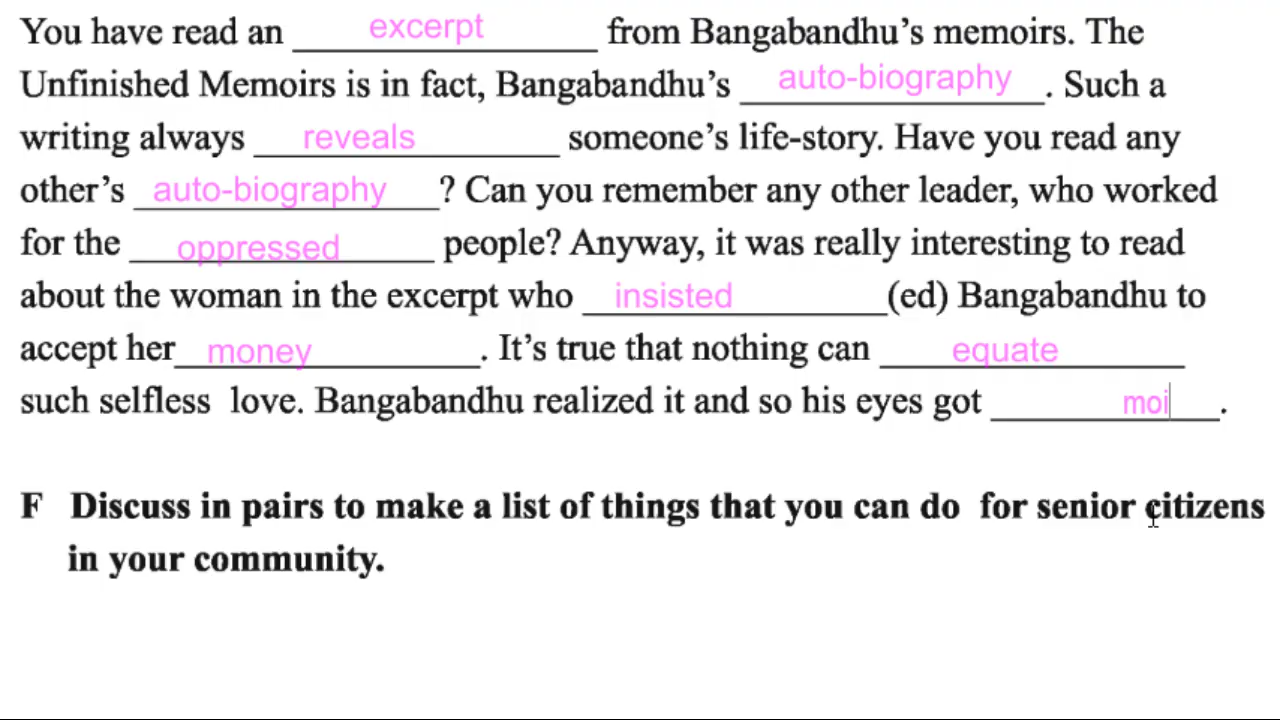 You have read an excerpt from Bangabandhu's memoirs. The
Unfinished Memoirs is in fact, Bangabandhu's auto-biography. Such a
writing always reveals someone's life-story. Have you read any
other's auto-biography? Can you remember any other leader, who worked
for the oppressed people? Anyway, it was really interesting to read
about the woman in the excerpt who insisted(ed) Bangabandhu to
accept her money. It's true that nothing can equate
such selfless love. Bangabandhu realized it and so his eyes got moi.
F Discuss in pairs to make a list of things that you can do for senior citizens
in your community.